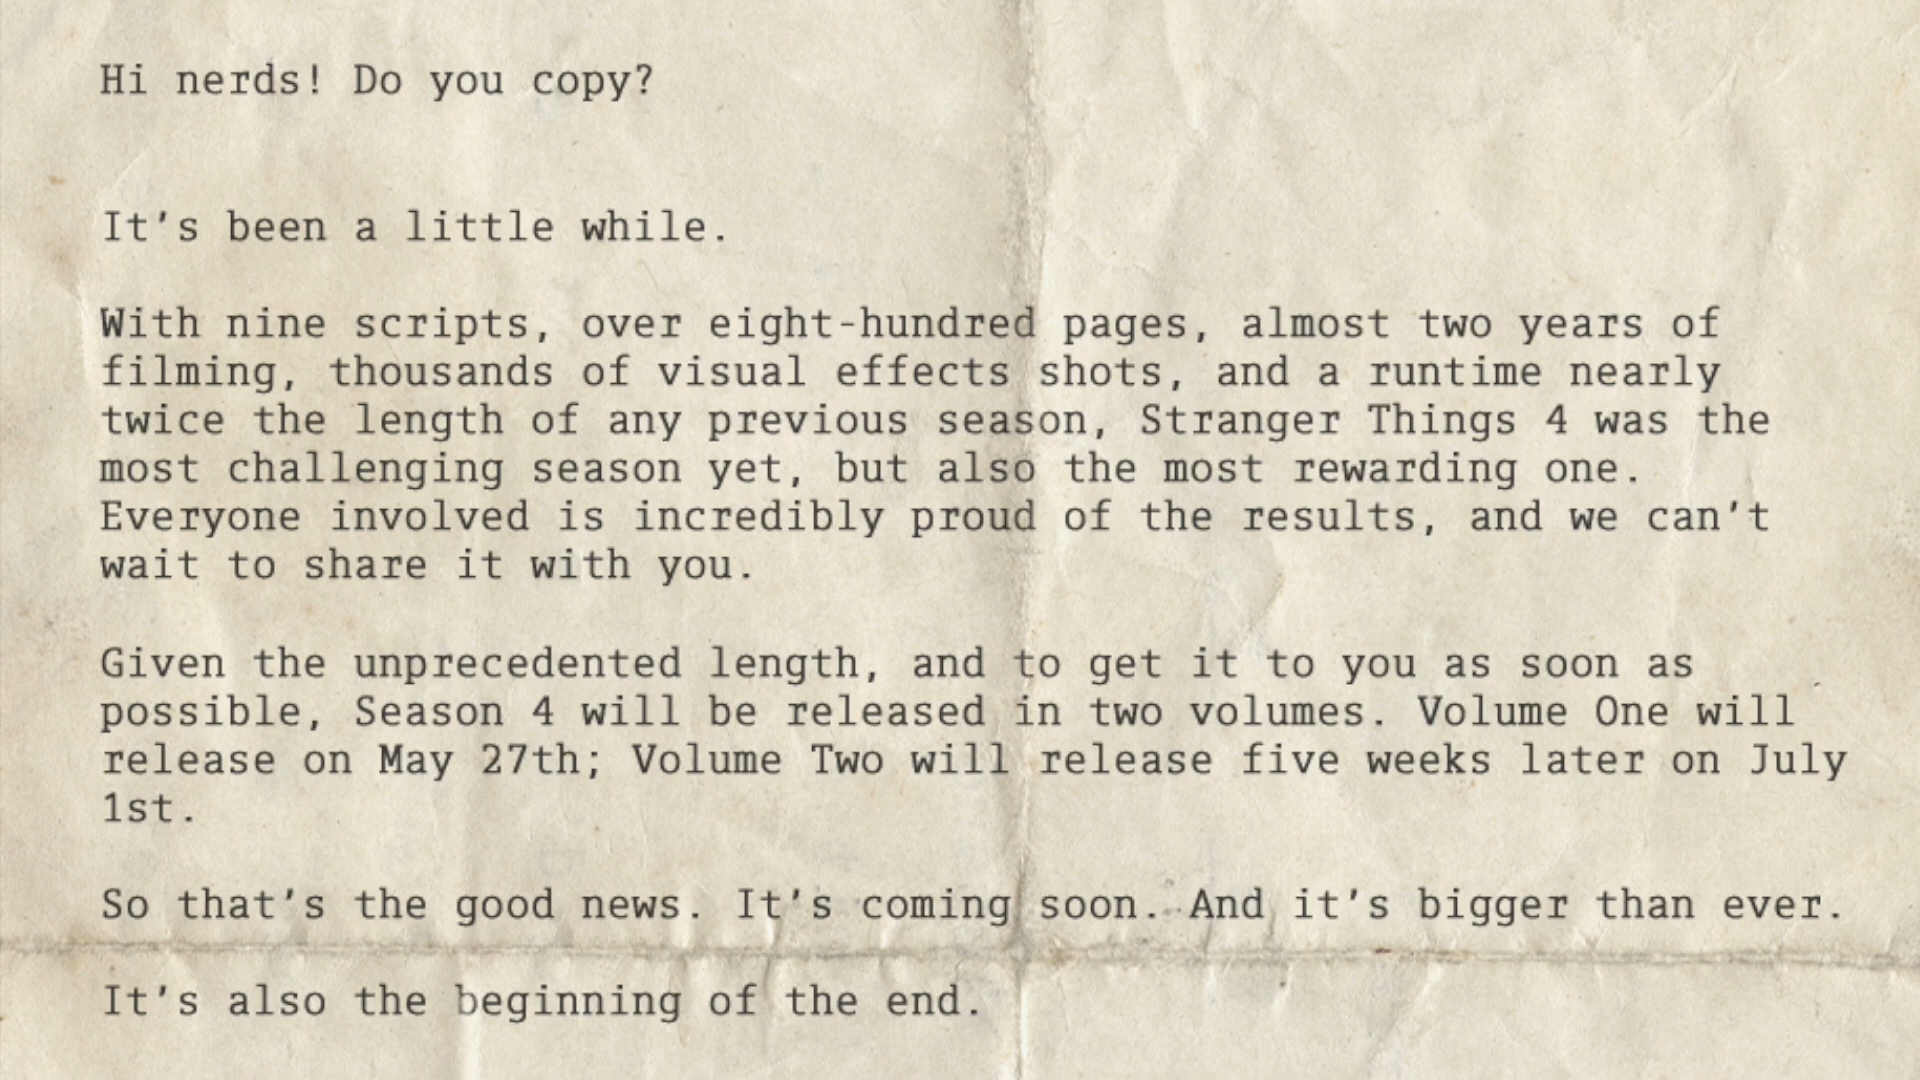 Hi nerds! Do you copy?
It's been a little while.
With nine scripts, over eight-hundred pages, almost two years of
filming, thousands of visual effects shots, and a runtime nearly
twice the length of any previous season, Stranger Things 4 was the
most challenging season yet, but also the most rewarding one.
Everyone involved is incredibly proud of the results, and we can't
wait to share it with you.
Given the unprecedented length, and to get it to you as soon as
possible, Season 4 will be released in two volumes. Volume One will
release on May 27th; Volume Two will release five weeks later on July
1st.
So that's the good news. It's coming soon. And it's bigger than ever.
It's also the beginning of the end.